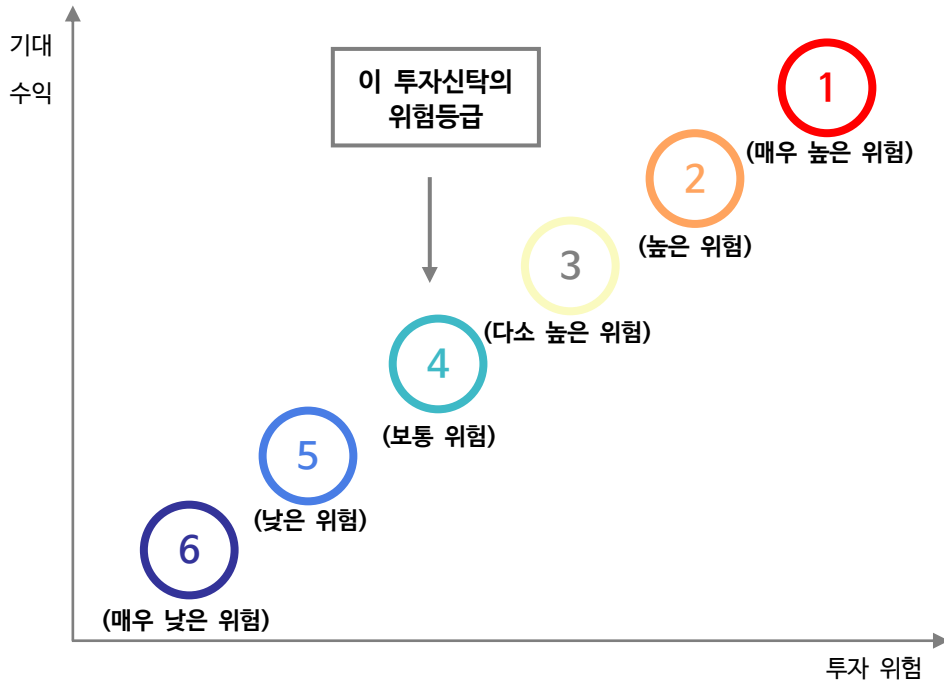 기대
수익
이 투자신탁의
위험등급
1
(매우 높은 위험)
2
(높은 위험)
3
(다소 높은 위험)
4
(보통 위험)
5
(낮은 위험)
6
(매우 낮은 위험)
투자 위험